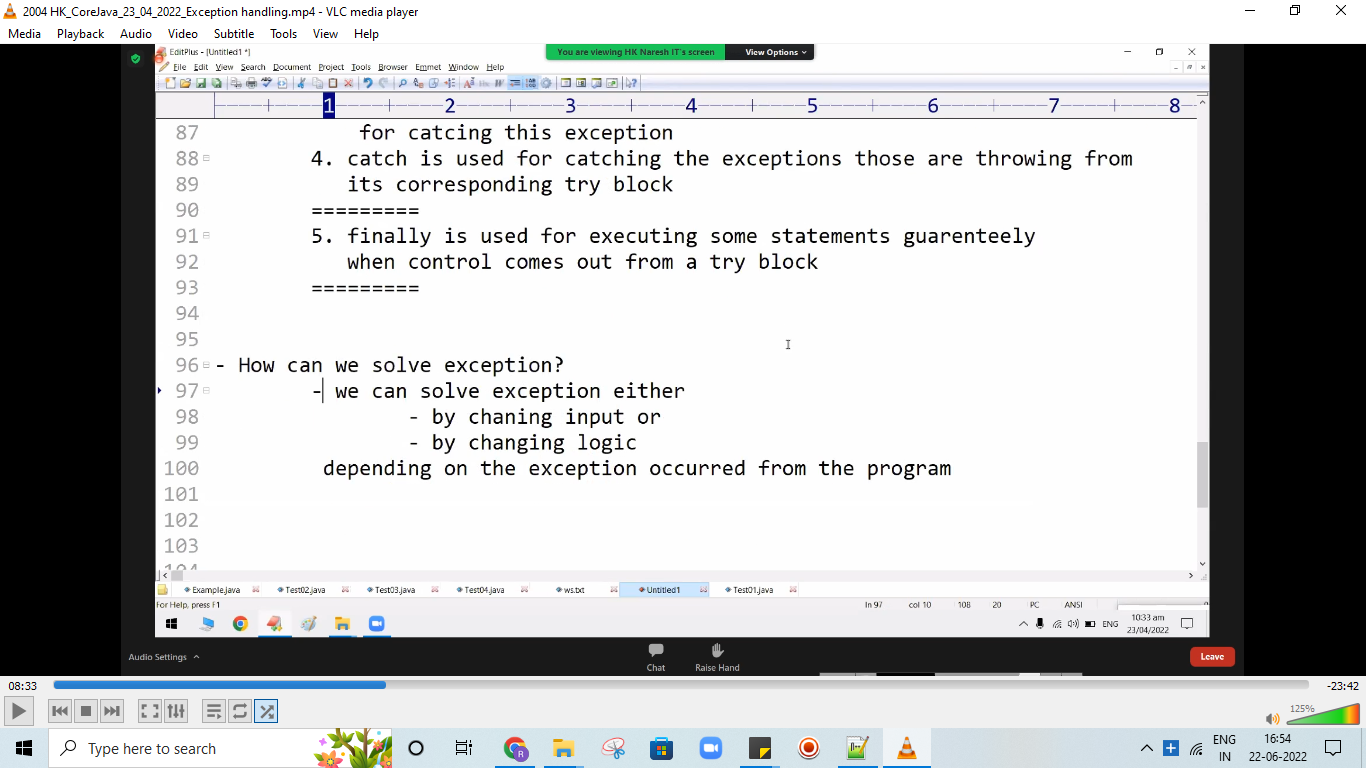 2004 HK_CoreJava_23_04_2022_Exception handling.mp4 - VLC media player
Media Playback Audio Video Subtitle Tools View Help
EditPlus - [Untitled1 *]
You are viewing HK Naresh IT's screen View Options
File Edit View Search Document Project Tools Browser Emmet Window Help
1 2 3 4 5 6 7 8
87 for catcing this exception
88 4. catch is used for catching the exceptions those are throwing from
89 its corresponding try block
90 =========
91 5. finally is used for executing some statements guarenteely
92 when control comes out from a try block
93 =========
94
95
96 - How can we solve exception?
97 - we can solve exception either
98 - by chaning input or
99 - by changing logic
100 depending on the exception occurred from the program
101
102
103
104
Example.java Test02.java Test03.java Test04.java ws.txt Untitled1 Test01.java
For Help, press F1 ln 97 col 10 108 20 PC ANSI
ENG 10:33 am
23/04/2022
Audio Settings Chat Raise Hand Leave
08:33 -23:42
125%
Type here to search
ENG 16:54
IN 22-06-2022